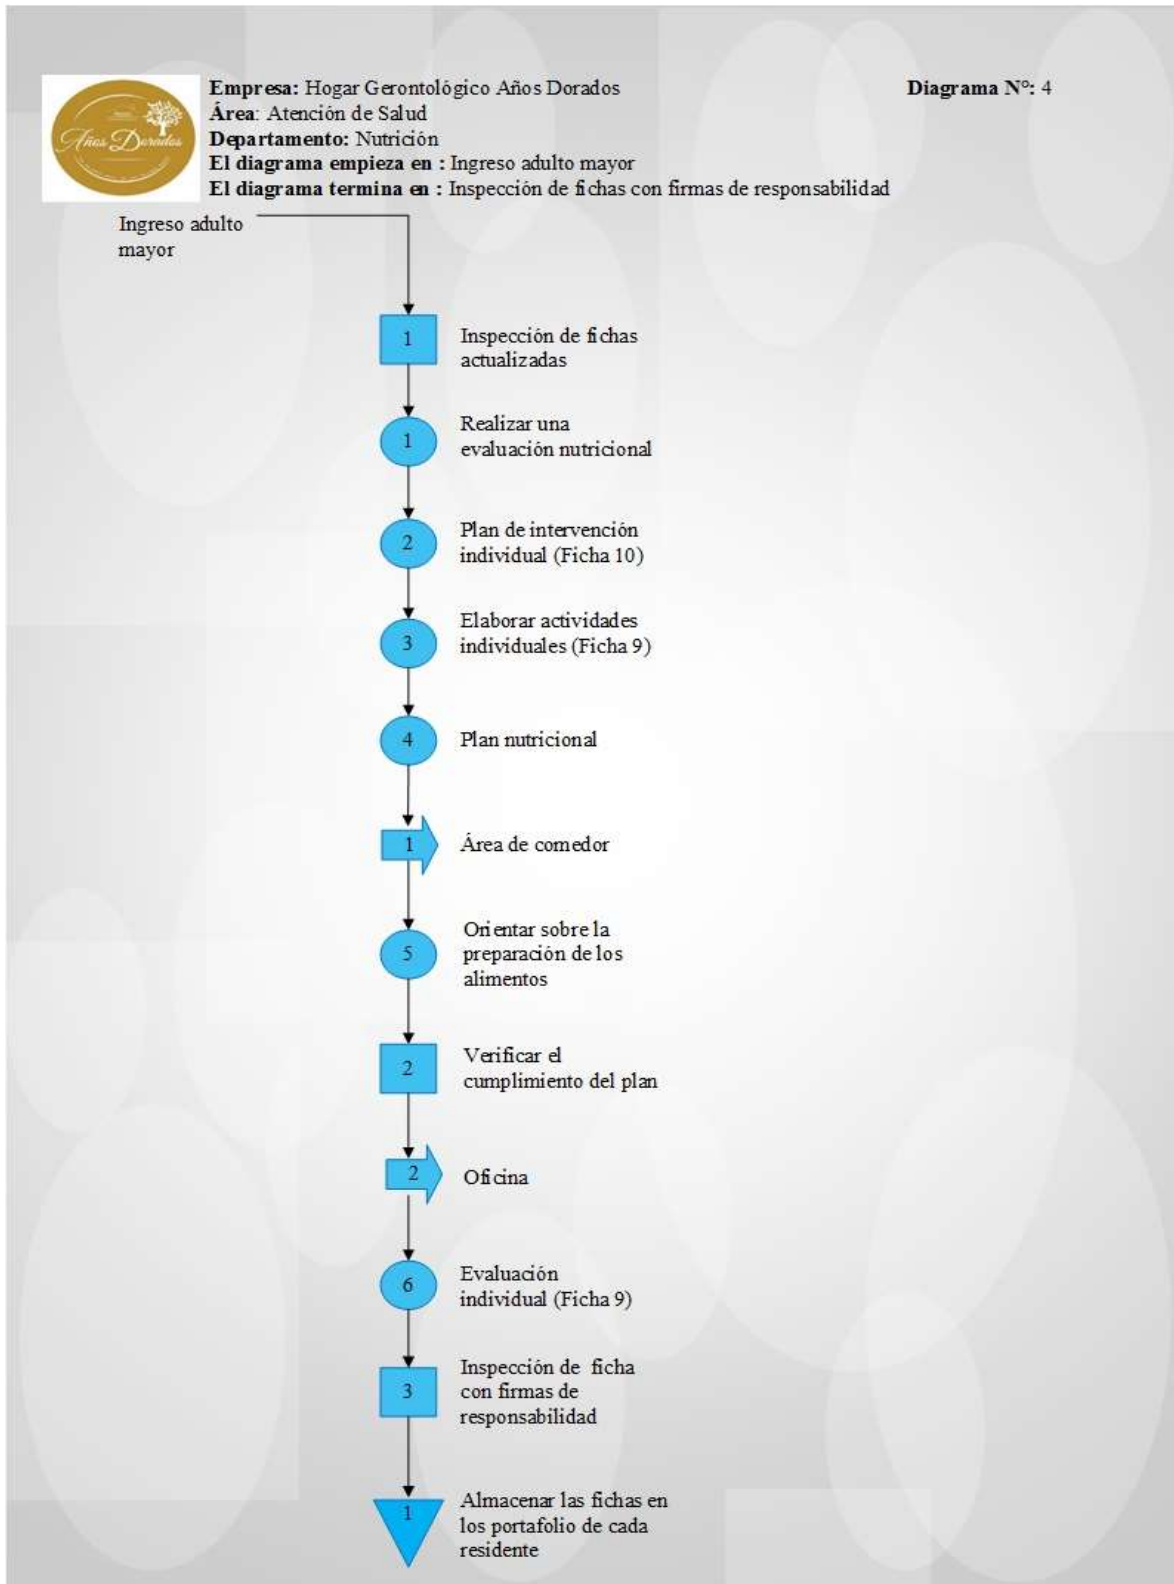 Años Dorados
Empresa: Hogar Gerontológico Años Dorados
Diagrama N°: 4
Área: Atención de Salud
Departamento: Nutrición
El diagrama empieza en : Ingreso adulto mayor
El diagrama termina en : Inspección de fichas con firmas de responsabilidad
Ingreso adulto
mayor
1
Inspección de fichas
actualizadas
1
Realizar una
evaluación nutricional
2
Plan de intervención
individual (Ficha 10)
3
Elaborar actividades
individuales (Ficha 9)
4
Plan nutricional
1
Área de comedor
5
Orientar sobre la
preparación de los
alimentos
2
Verificar el
cumplimiento del plan
2
Oficina
6
Evaluación
individual (Ficha 9)
3
Inspección de ficha
con firmas de
responsabilidad
1
Almacenar las fichas en
los portafolio de cada
residente